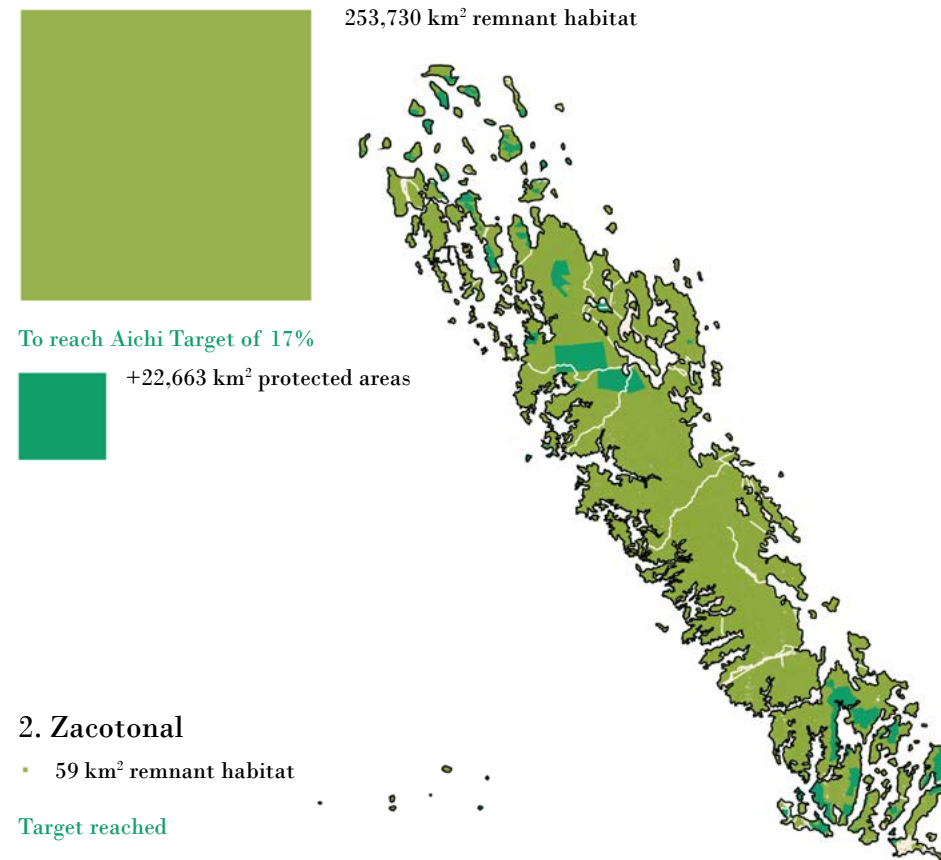 253,730 km² remnant habitat
To reach Aichi Target of 17%
+22,663 km² protected areas
2. Zacotonal
59 km² remnant habitat
Target reached